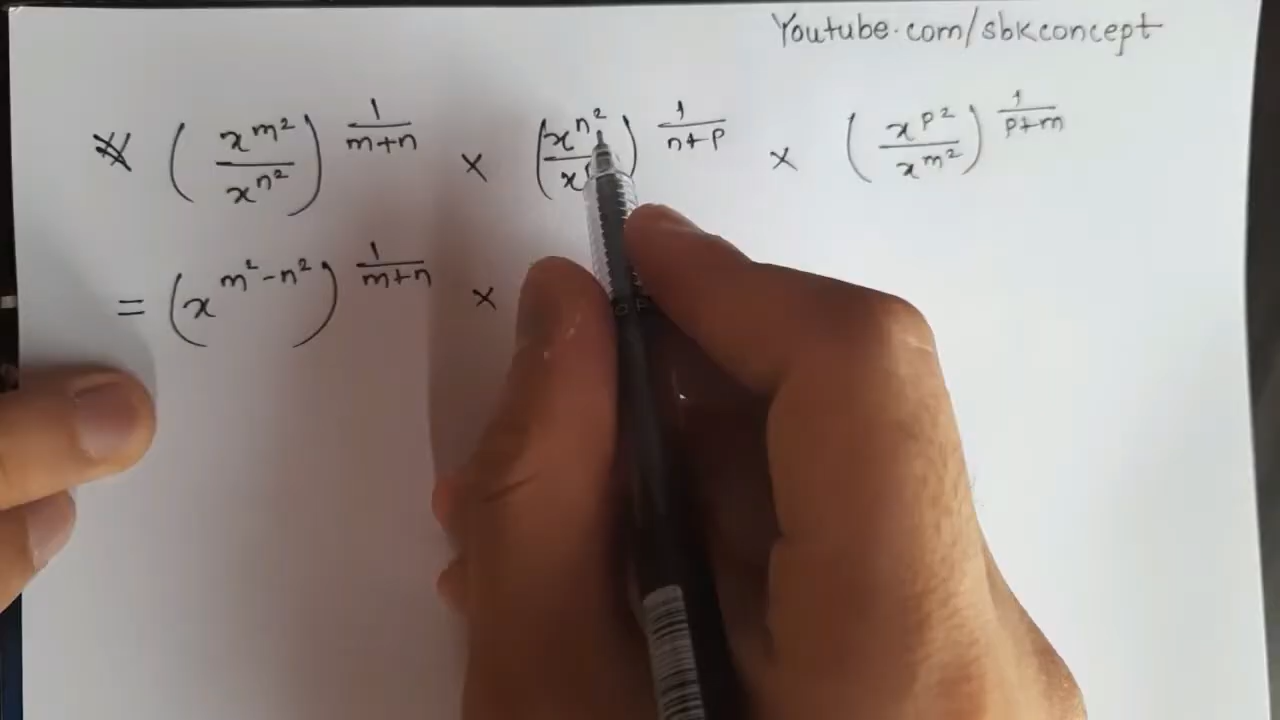 Youtube.com/sbkconcept
* (x^m²/x^n²)^1/m+n × (x^n²/x )^1/n+p × (x^p²/x^m²)^1/p+m
= (x^m²-n²)^1/m+n ×